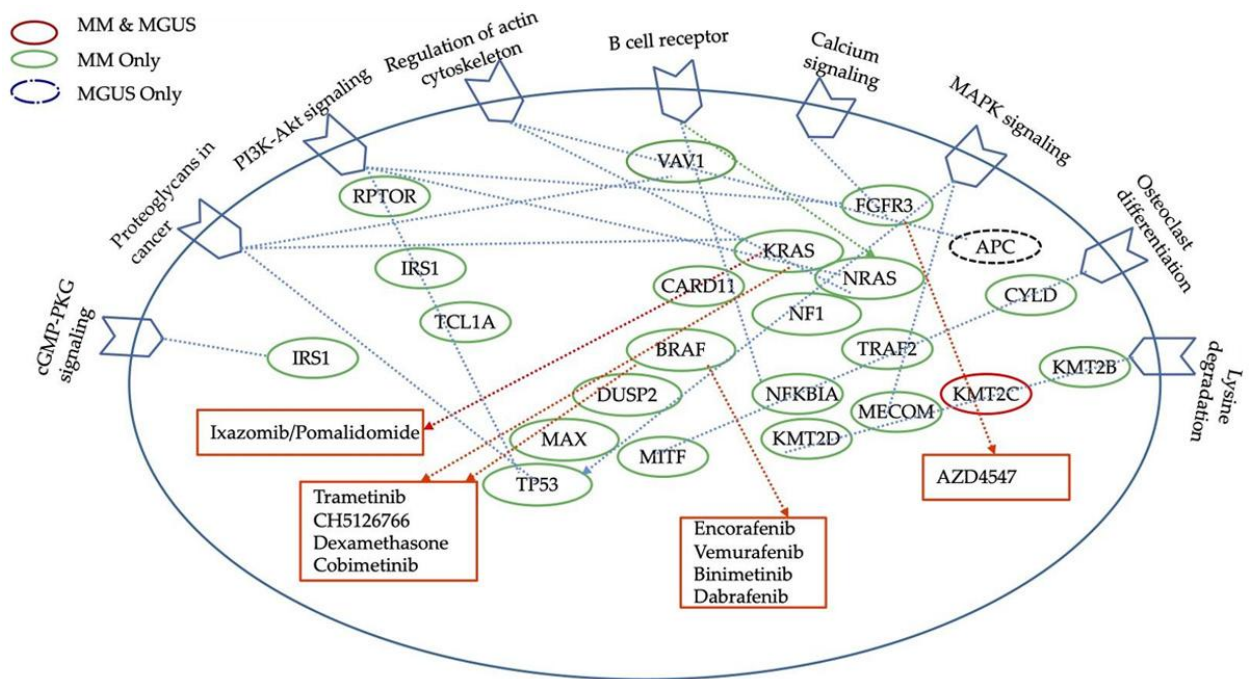 MM & MGUS
MM Only
MGUS Only
Regulation of actin
cytoskeleton
B cell receptor
Calcium
signaling
PI3K-Akt signaling
MAPK signaling
Proteoglycans in
cancer
Osteoclast
differentiation
cGMP-PKG
signaling
Lysine
degradation
VAV1
RPTOR
FGFR3
KRAS
APC
IRS1
NRAS
CARD11
CYLD
NF1
TCL1A
BRAF
TRAF2
IRS1
KMT2B
DUSP2
NFKBIA
KMT2C
MECOM
Ixazomib/Pomalidomide
MAX
KMT2D
MITF
TP53
AZD4547
Trametinib
CH5126766
Dexamethasone
Cobimetinib
Encorafenib
Vemurafenib
Binimetinib
Dabrafenib